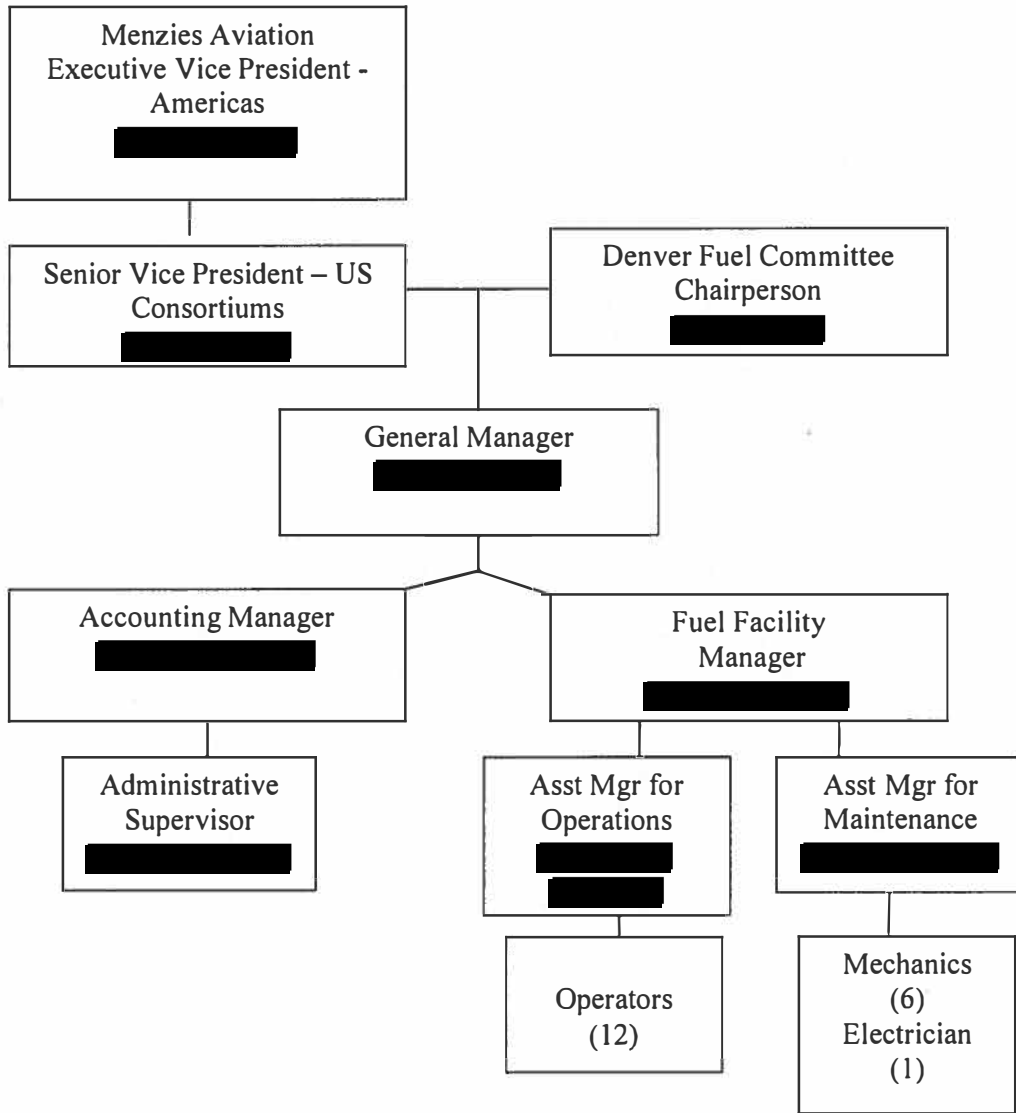 Menzies Aviation
Executive Vice President -
Americas
Senior Vice President – US
Consortiums
Denver Fuel Committee
Chairperson
General Manager
Accounting Manager
Fuel Facility
Manager
Administrative
Supervisor
Asst Mgr for
Operations
Asst Mgr for
Maintenance
Operators
(12)
Mechanics
(6)
Electrician
(1)